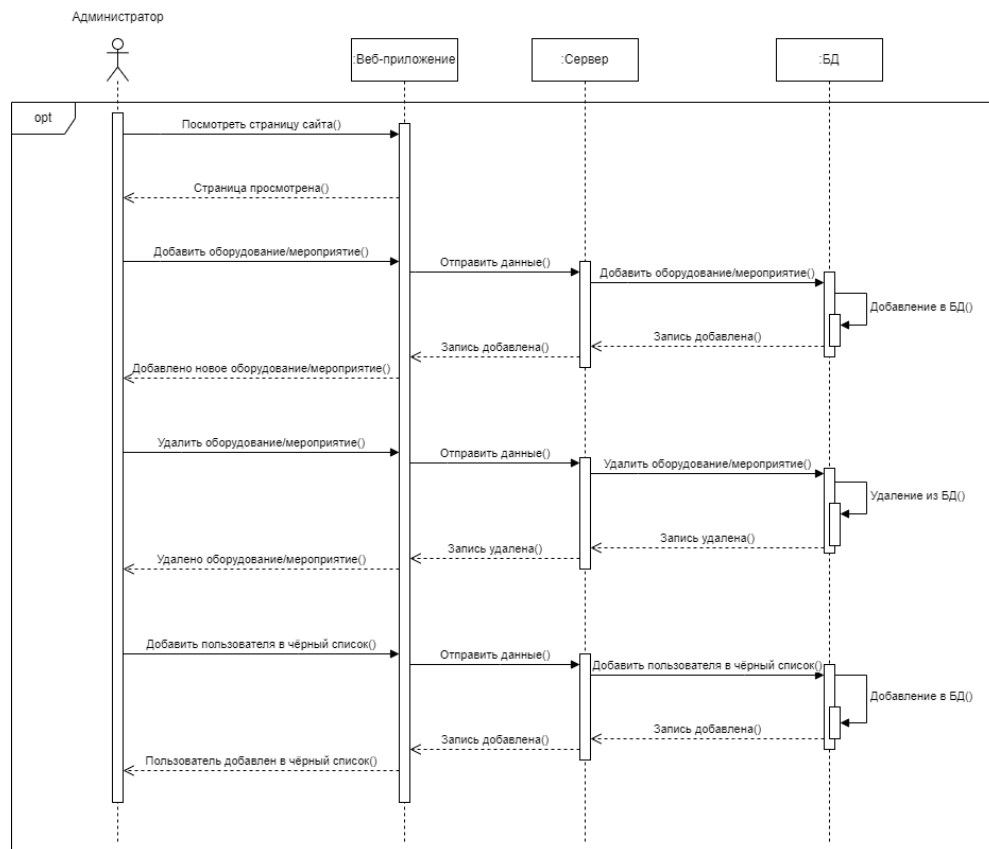 Администратор
:Веб-приложение
:Сервер
:БД
opt
Посмотреть страницу сайта()
Страница просмотрена()
Добавить оборудование/мероприятие()
Отправить данные()
Добавить оборудование/мероприятие()
Добавление в БД()
Запись добавлена()
Запись добавлена()
Добавлено новое оборудование/мероприятие()
Удалить оборудование/мероприятие()
Отправить данные()
Удалить оборудование/мероприятие()
Удаление из БД()
Запись удалена()
Запись удалена()
Удалено оборудование/мероприятие()
Добавить пользователя в чёрный список()
Отправить данные()
Добавить пользователя в чёрный список()
Добавление в БД()
Запись добавлена()
Запись добавлена()
Пользователь добавлен в чёрный список()